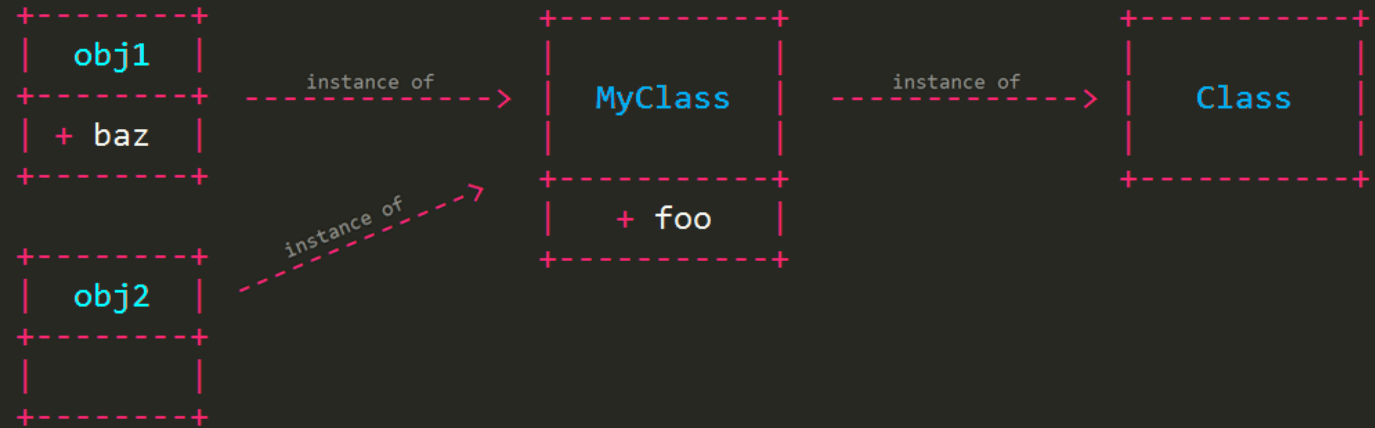 obj1
+ baz
instance of
MyClass
+ foo
instance of
Class
obj2
instance of